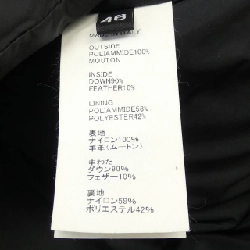 48
MADE IN ITALY
OUTSIDE
POLIAMMIDE100%
MOUTON
INSIDE
DOWN90%
FEATHER10%
LINING
POLIAMMIDE58%
POLYESTER42%
表地
ナイロン100%
羊革(ムートン)
中わた
ダウン90%
フェザー10%
裏地
ナイロン58%
ポリエステル42%